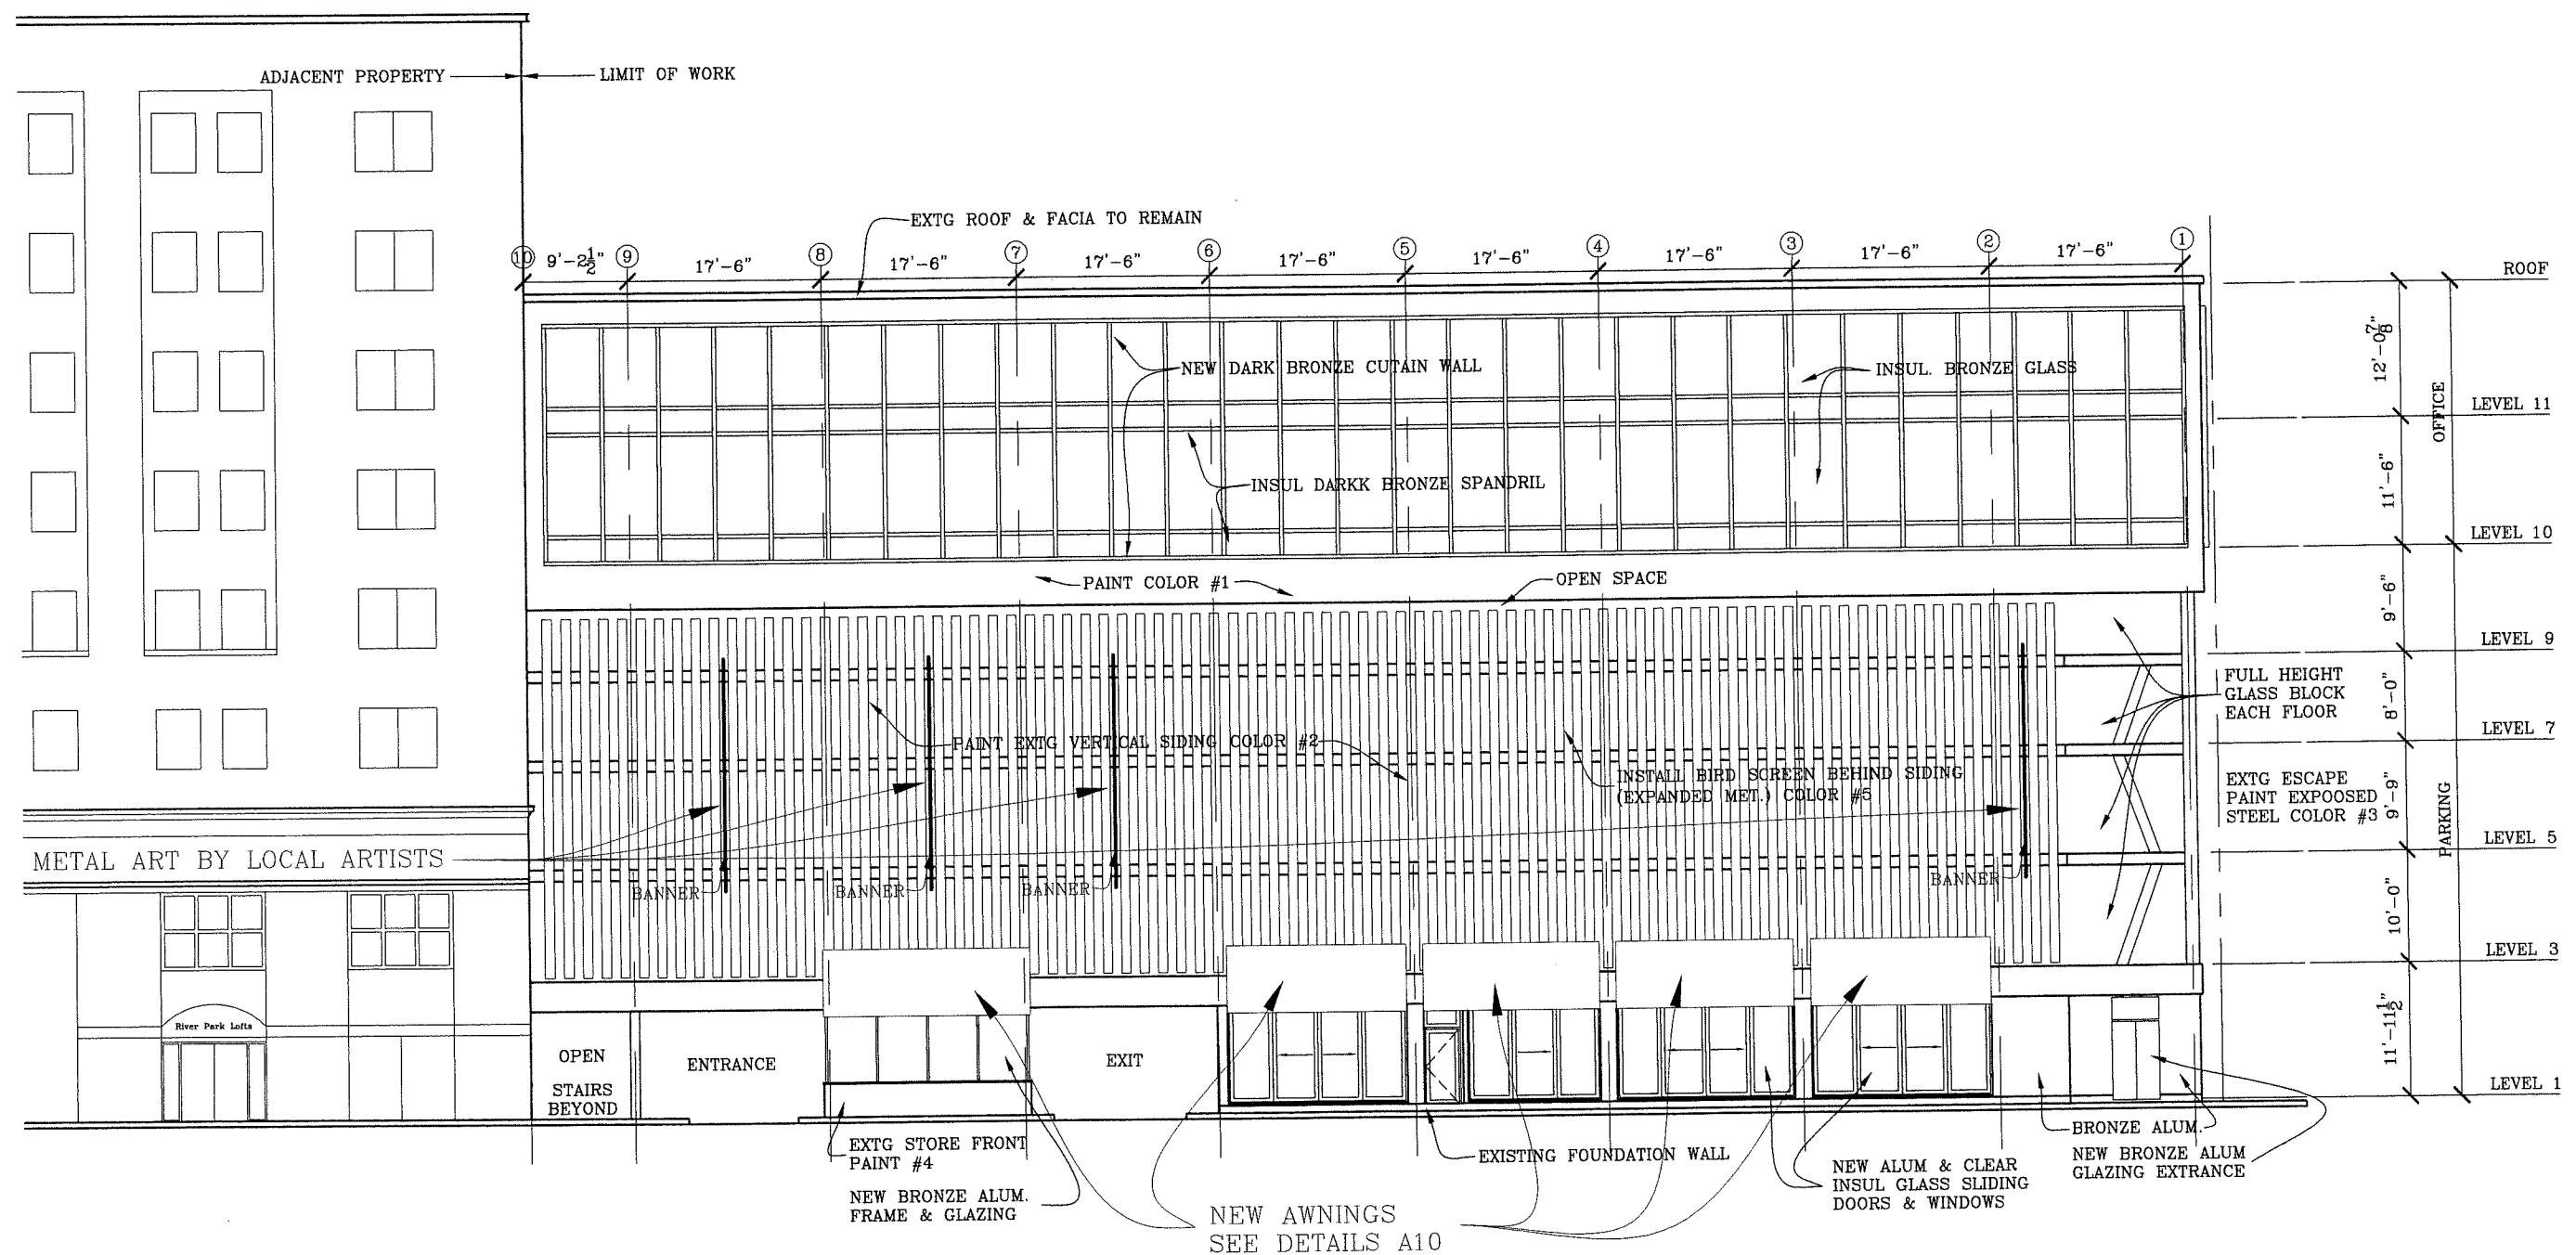 ADJACENT PROPERTY
LIMIT OF WORK
EXTG ROOF & FACIA TO REMAIN
10 9'-2½" 9 17'-6" 8 17'-6" 7 17'-6" 6 17'-6" 5 17'-6" 4 17'-6" 3 17'-6" 2 17'-6" 1
ROOF
12'-0⅞"
NEW DARK BRONZE CUTAIN WALL
INSUL. BRONZE GLASS
LEVEL 11
OFFICE
INSUL DARKK BRONZE SPANDRIL
11'-6"
LEVEL 10
PAINT COLOR #1
OPEN SPACE
9'-6"
LEVEL 9
FULL HEIGHT
GLASS BLOCK
EACH FLOOR
8'-0"
LEVEL 7
PAINT EXTG VERTICAL SIDING COLOR #2
INSTALL BIRD SCREEN BEHIND SIDING
(EXPANDED MET.) COLOR #5
EXTG ESCAPE
PAINT EXPOOSED
STEEL COLOR #3
9'-9"
PARKING
LEVEL 5
METAL ART BY LOCAL ARTISTS
BANNER
BANNER
BANNER
BANNER
10'-0"
LEVEL 3
River Park Lofts
OPEN
STAIRS
BEYOND
ENTRANCE
EXIT
11'-11½"
LEVEL 1
EXTG STORE FRONT
PAINT #4
NEW BRONZE ALUM.
FRAME & GLAZING
EXISTING FOUNDATION WALL
NEW ALUM & CLEAR
INSUL GLASS SLIDING
DOORS & WINDOWS
BRONZE ALUM.
NEW BRONZE ALUM
GLAZING EXTRANCE
NEW AWNINGS
SEE DETAILS A10